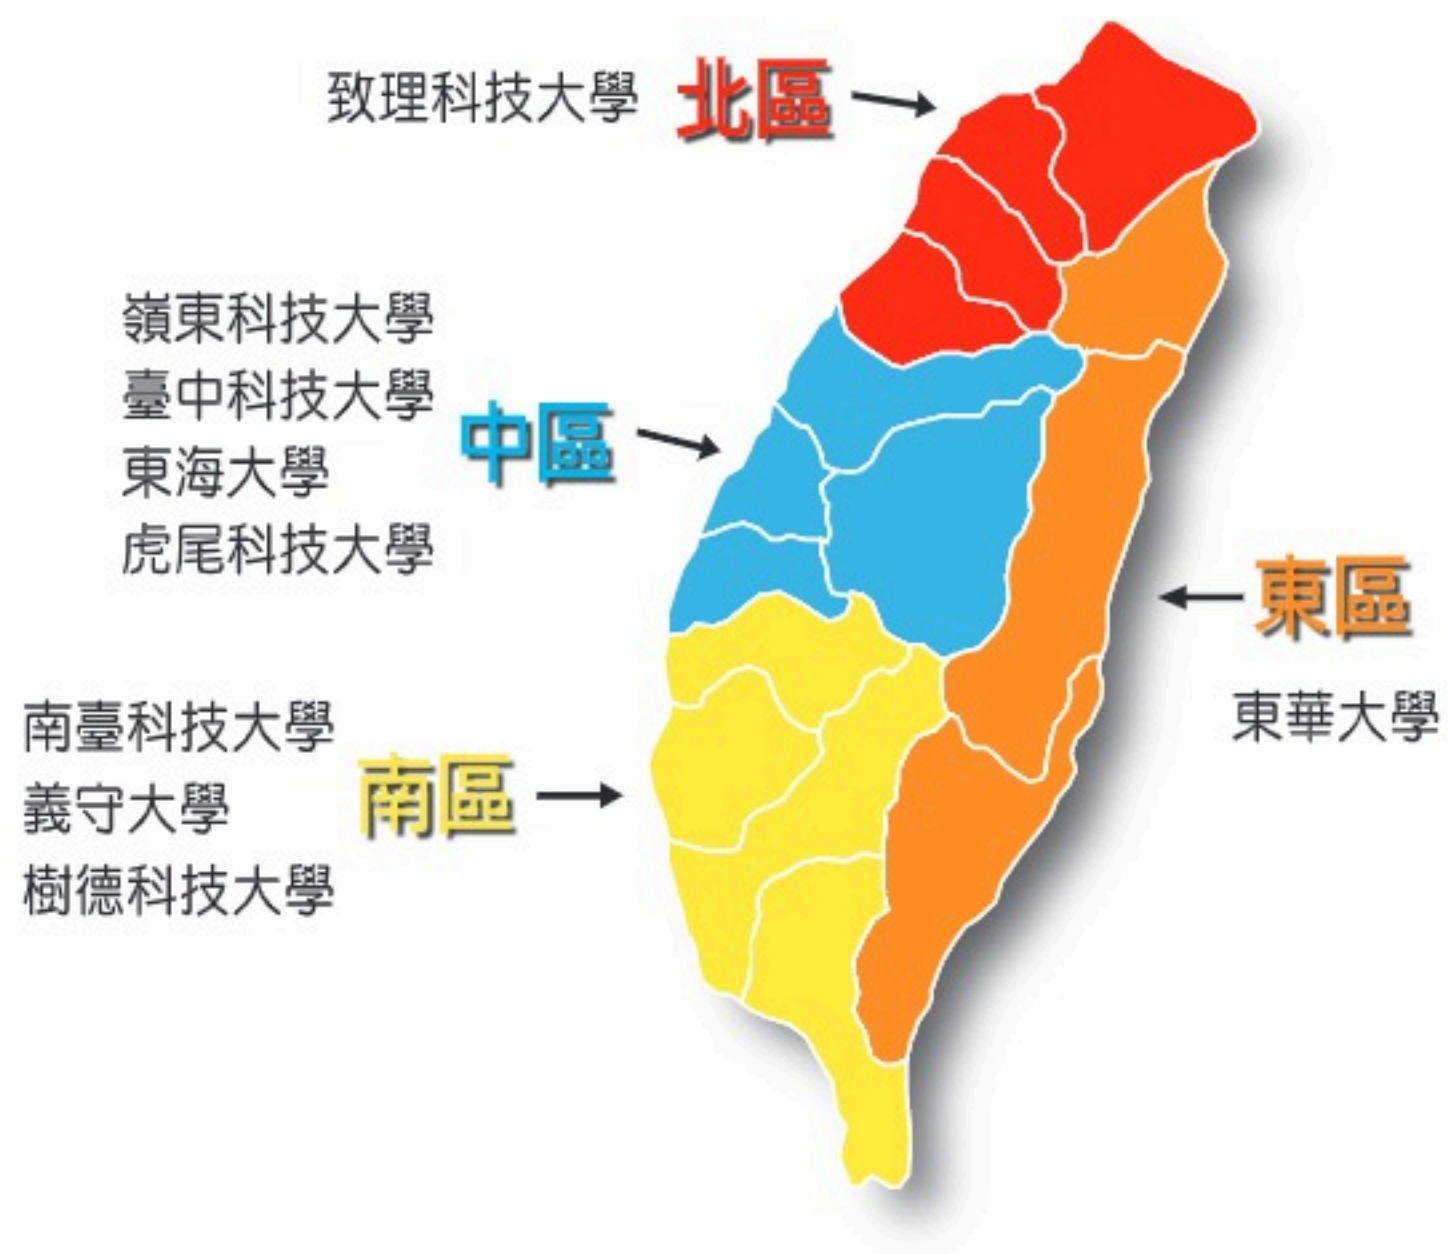 致理科技大學 北區
嶺東科技大學
臺中科技大學
東海大學
虎尾科技大學
中區
東區
東華大學
南臺科技大學
義守大學
樹德科技大學
南區